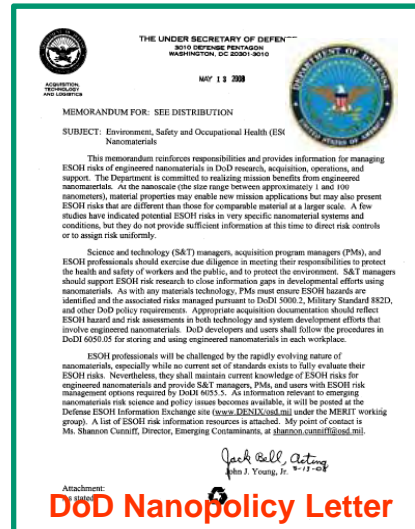 THE UNDER SECRETARY OF DEFEN
3010 DEFENSE PENTAGON
WASHINGTON, DC 20301-3010
DEPARTMENT OF DEFENSE
UNITED STATES OF AMERICA
ACQUISITION,
TECHNOLOGY
AND LOGISTICS
MAY 13 2008
MEMORANDUM FOR: SEE DISTRIBUTION
SUBJECT: Environment, Safety and Occupational Health (ES
Nanomaterials
This memorandum reinforces responsibilities and provides information for managing
ESOH risks of engineered nanomaterials in DoD research, acquisition, operations, and
support. The Department is committed to realizing mission benefits from engineered
nanomaterials. At the nanoscale (the size range between approximately 1 and 100
nanometers), material properties may enable new mission applications but may also present
ESOH risks that are different than those for comparable material at a larger scale. A few
studies have indicated potential ESOH risks in very specific nanomaterial systems and
conditions, but they do not provide sufficient information at this time to direct risk controls
or to assign risk uniformly.
Science and technology (S&T) managers, acquisition program managers (PMs), and
ESOH professionals should exercise due diligence in meeting their responsibilities to protect
the health and safety of workers and the public, and to protect the environment. S&T managers
should support ESOH risk research to close information gaps in developmental efforts using
nanomaterials. As with any materials technology, PMs must ensure ESOH hazards are
identified and the associated risks managed pursuant to DoDI 5000.2, Military Standard 882D,
and other DoD policy requirements. Appropriate acquisition documentation should reflect
ESOH hazard and risk assessments in both technology and system development efforts that
involve engineered nanomaterials. DoD developers and users shall follow the procedures in
DoDI 6050.05 for storing and using engineered nanomaterials in each workplace.
ESOH professionals will be challenged by the rapidly evolving nature of
nanomaterials, especially while no current set of standards exists to fully evaluate their
ESOH risks. Nevertheless, they shall maintain current knowledge of ESOH risks for
engineered nanomaterials and provide S&T managers, PMs, and users with ESOH risk
management options required by DoDI 6055.5. As information relevant to emerging
nanomaterials risk science and policy issues becomes available, it will be posted at the
Defense ESOH Information Exchange site (www.DENIX/osd.mil under the MERIT working
group). A list of ESOH risk information resources is attached. My point of contact is
Ms. Shannon Cunniff, Director, Emerging Contaminants, at shannon.cunniff@osd.mil.
Jack Bell, Acting
John J. Young, Jr. 5-13-08
Attachment:
As stated
DoD Nanopolicy Letter